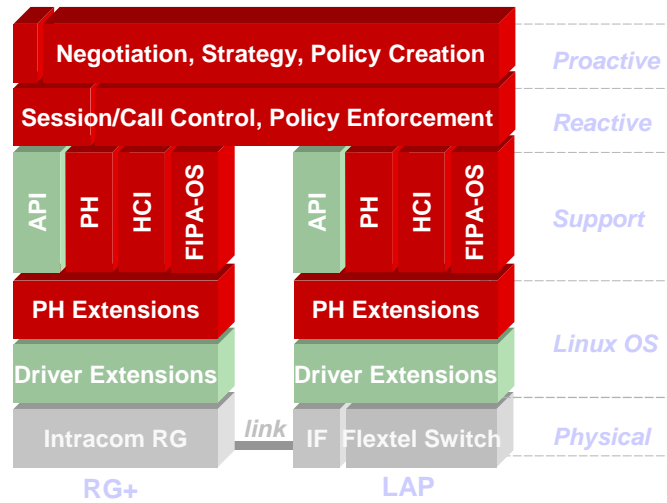 Negotiation, Strategy, Policy Creation
Proactive
Session/Call Control, Policy Enforcement
Reactive
API
PH
HCI
FIPA-OS
API
PH
HCI
FIPA-OS
Support
PH Extensions
PH Extensions
Linux OS
Driver Extensions
Driver Extensions
Intracom RG
link
IF
Flextel Switch
Physical
RG+
LAP